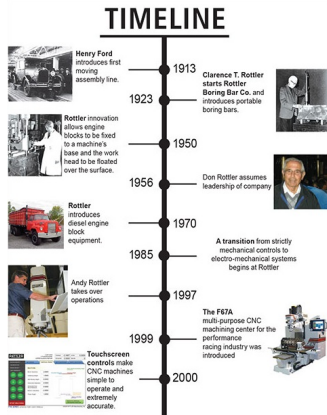 TIMELINE
Henry Ford
introduces first
moving
assembly line.
1913
Clarence T. Rottler
starts Rottler
Boring Bar Co. and
introduces portable
boring bars.
1923
Rottler innovation
allows engine
blocks to be fixed
to a machine's
base and the work
head to be floated
over the surface.
1950
1956
Don Rottler assumes
leadership of company
Rottler
introduces
diesel engine
block
equipment.
1970
1985
A transition from strictly
mechanical controls to
electro-mechanical systems
begins at Rottler
Andy Rottler
takes over
operations
1997
The F67A
multi-purpose CNC
machining center for the
performance
racing industry was
introduced
1999
Touchscreen
controls make
CNC machines
simple to
operate and
extremely
accurate.
2000